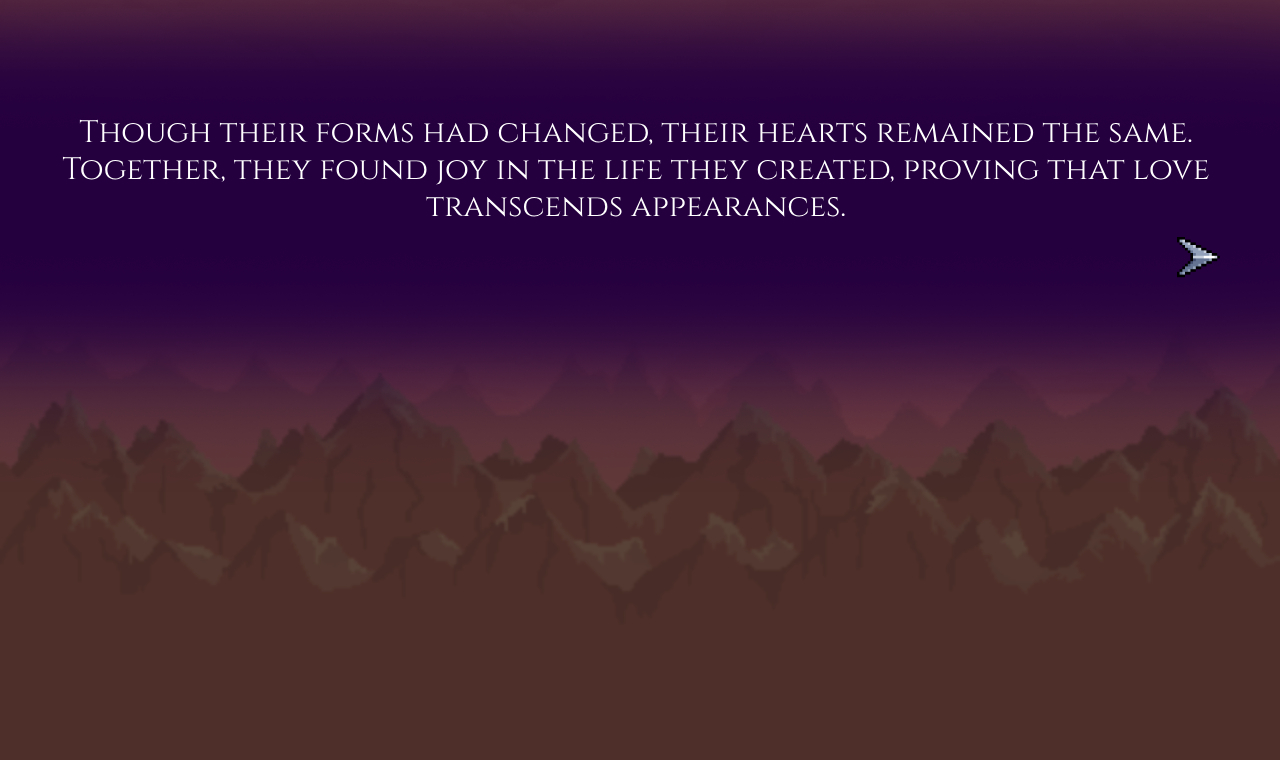 Though their forms had changed, their hearts remained the same.
Together, they found joy in the life they created, proving that love
transcends appearances.